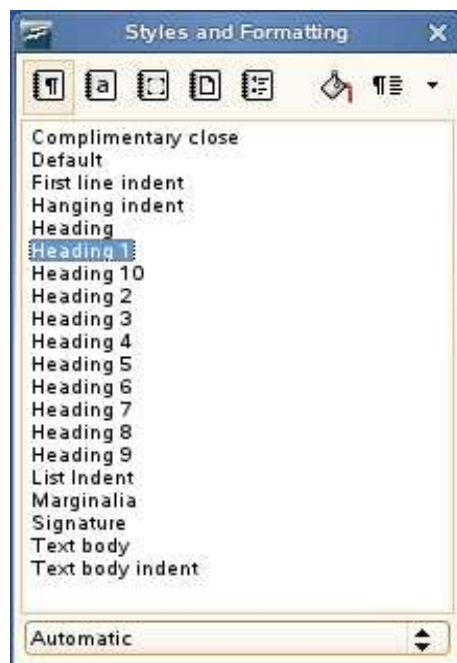 Styles and Formatting
a
Complimentary close
Default
First line indent
Hanging indent
Heading
Heading 1
Heading 10
Heading 2
Heading 3
Heading 4
Heading 5
Heading 6
Heading 7
Heading 8
Heading 9
List Indent
Marginalia
Signature
Text body
Text body indent
Automatic